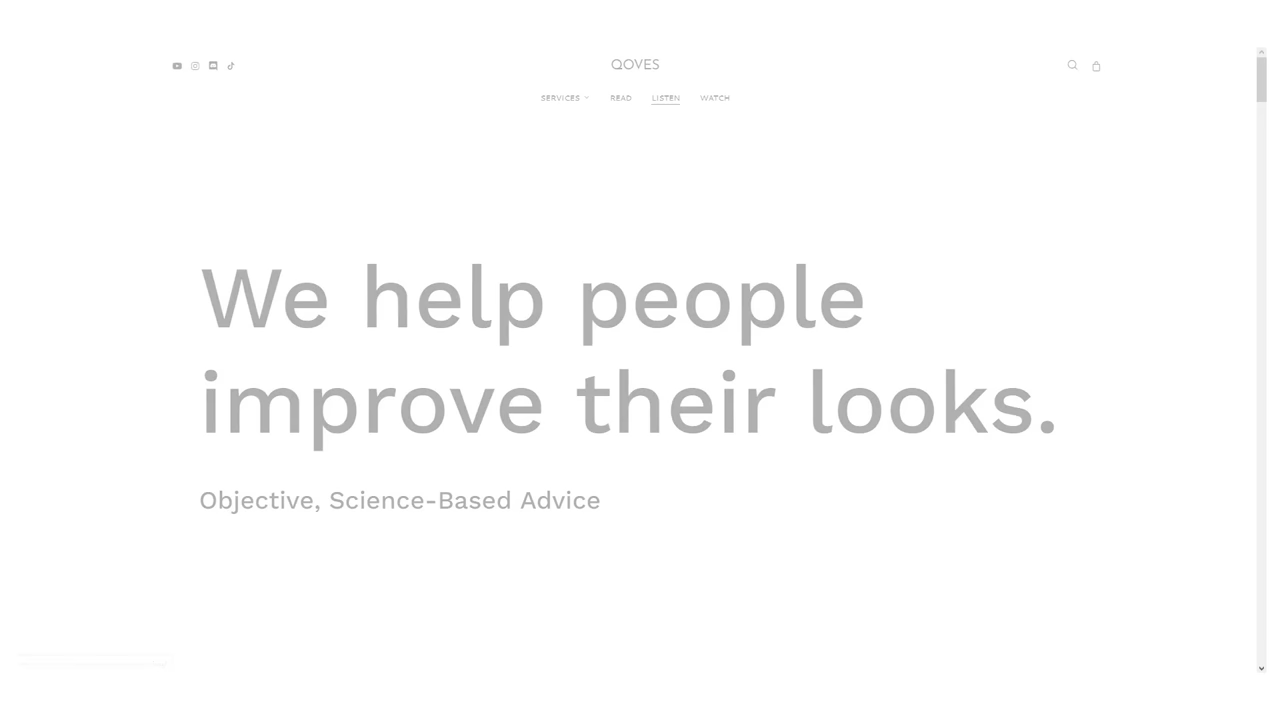 QOVES
SERVICES
READ
LISTEN
WATCH
We help people
improve their looks.
Objective, Science-Based Advice